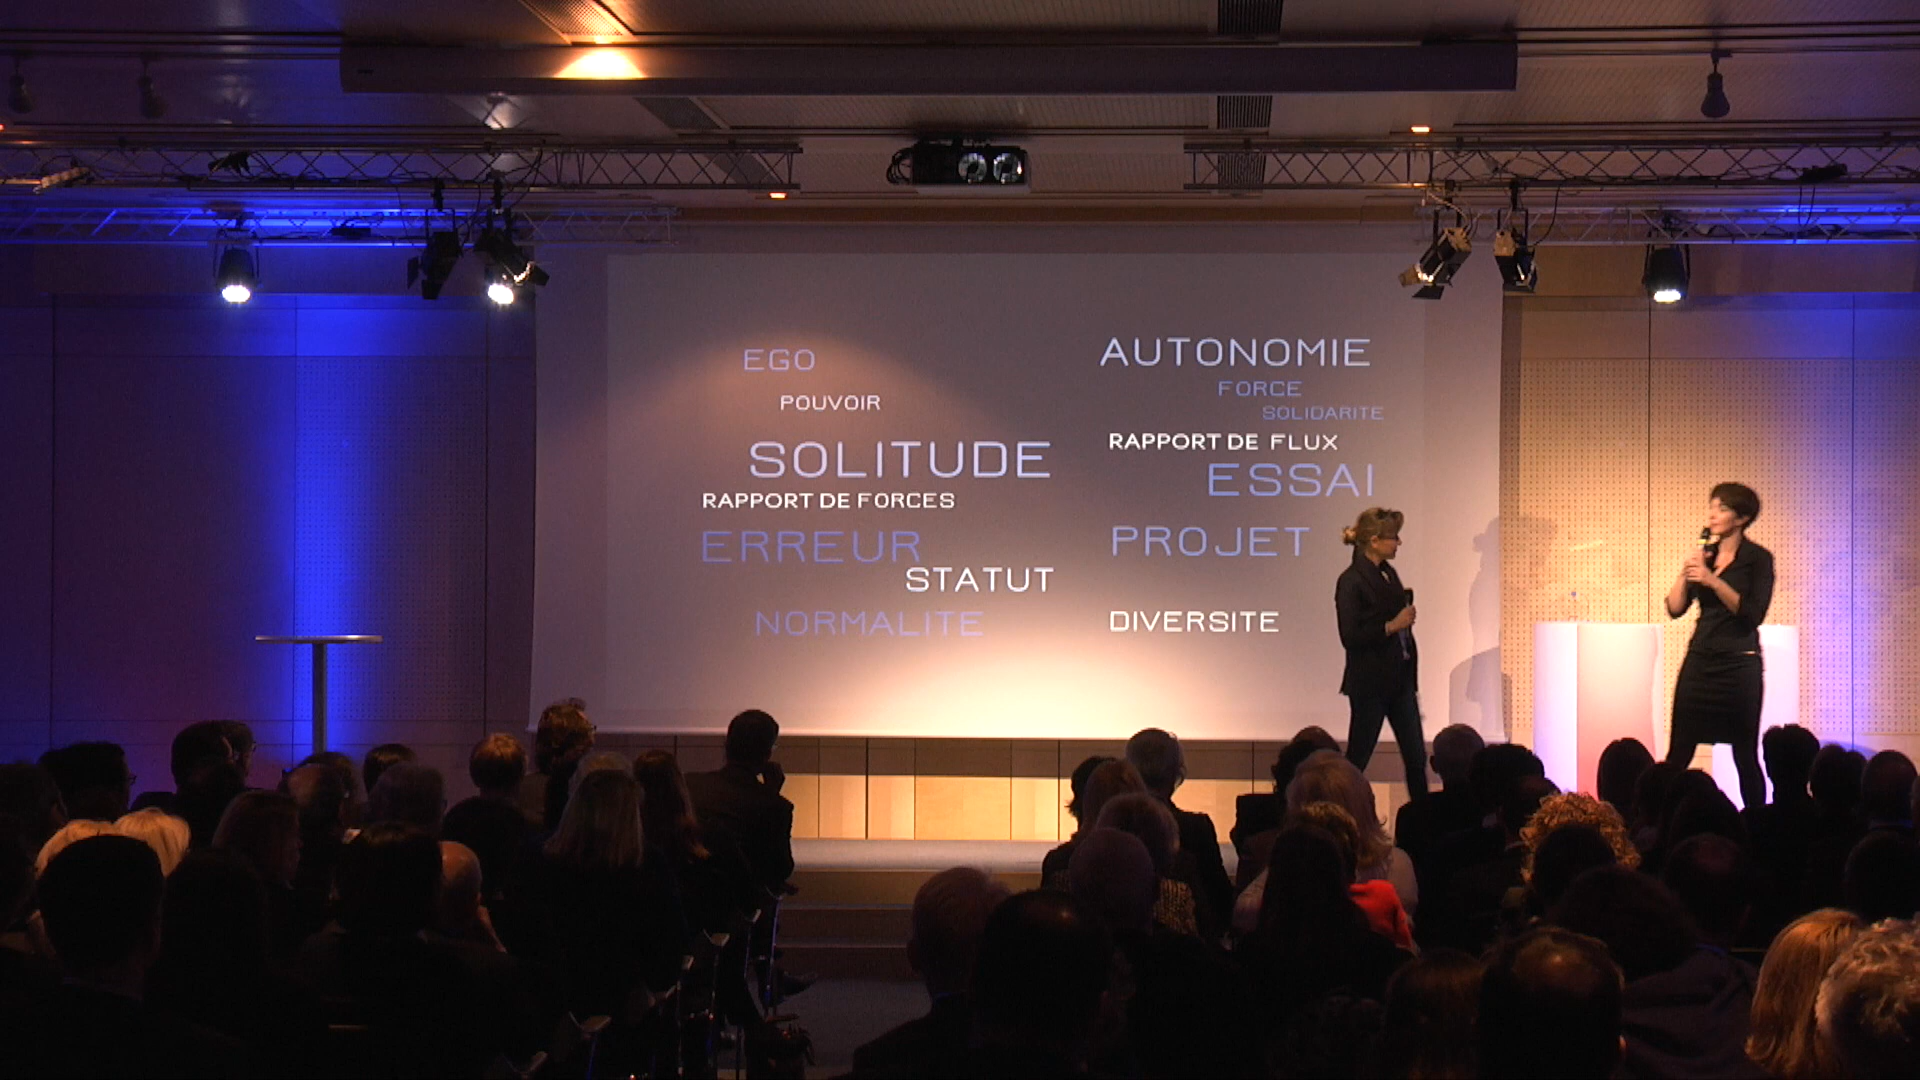 EGO
POUVOIR
SOLITUDE
RAPPORT DE FORCES
ERREUR
STATUT
NORMALITE
AUTONOMIE
FORCE
SOLIDARITE
RAPPORT DE FLUX
ESSAI
PROJET
DIVERSITE